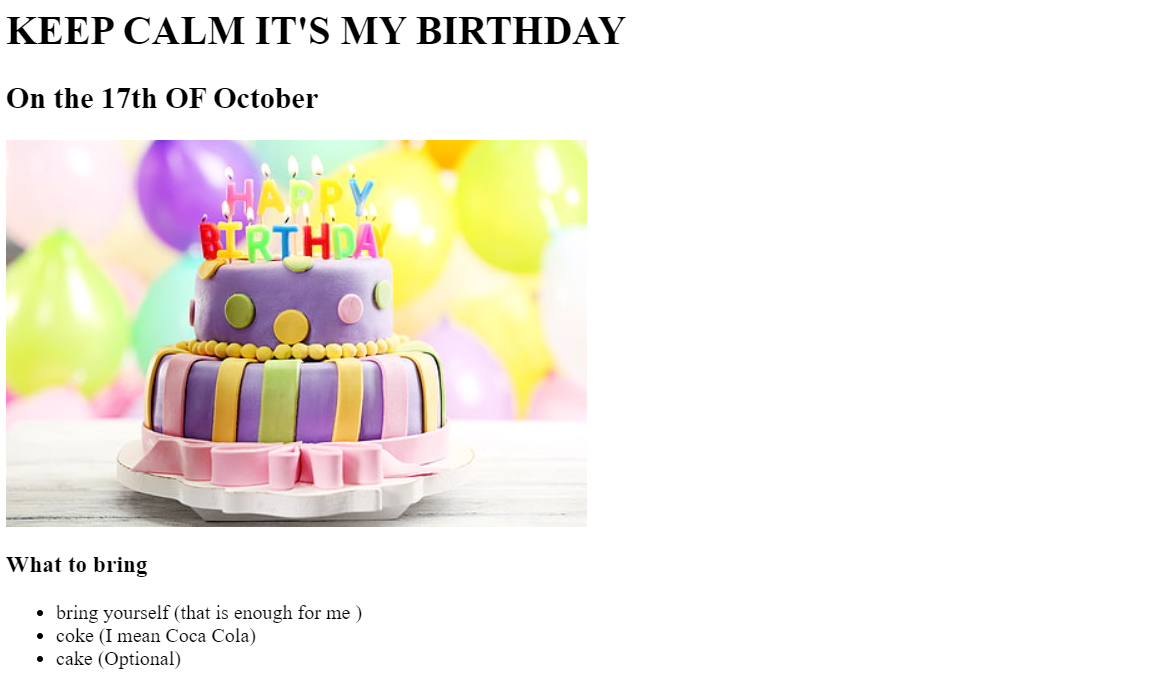 KEEP CALM IT'S MY BIRTHDAY
On the 17th OF October
HAPPY
BIRTHDAY
What to bring
bring yourself (that is enough for me )
coke (I mean Coca Cola)
cake (Optional)